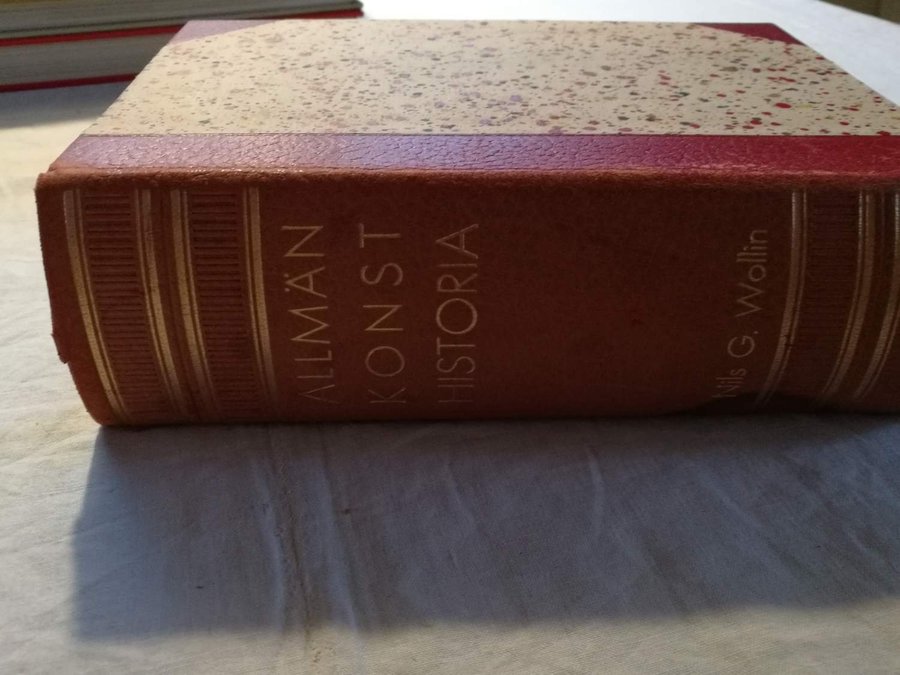 ALLMÄN
KONST
HISTORIA
Nils G. Wollin